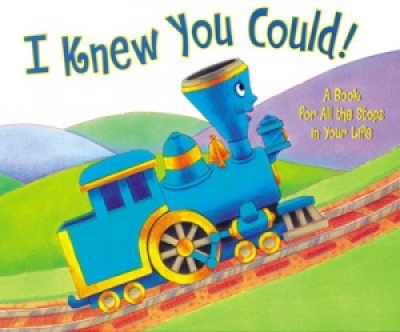 I Knew You Could!
A Book
For All the Stops
in Your Life